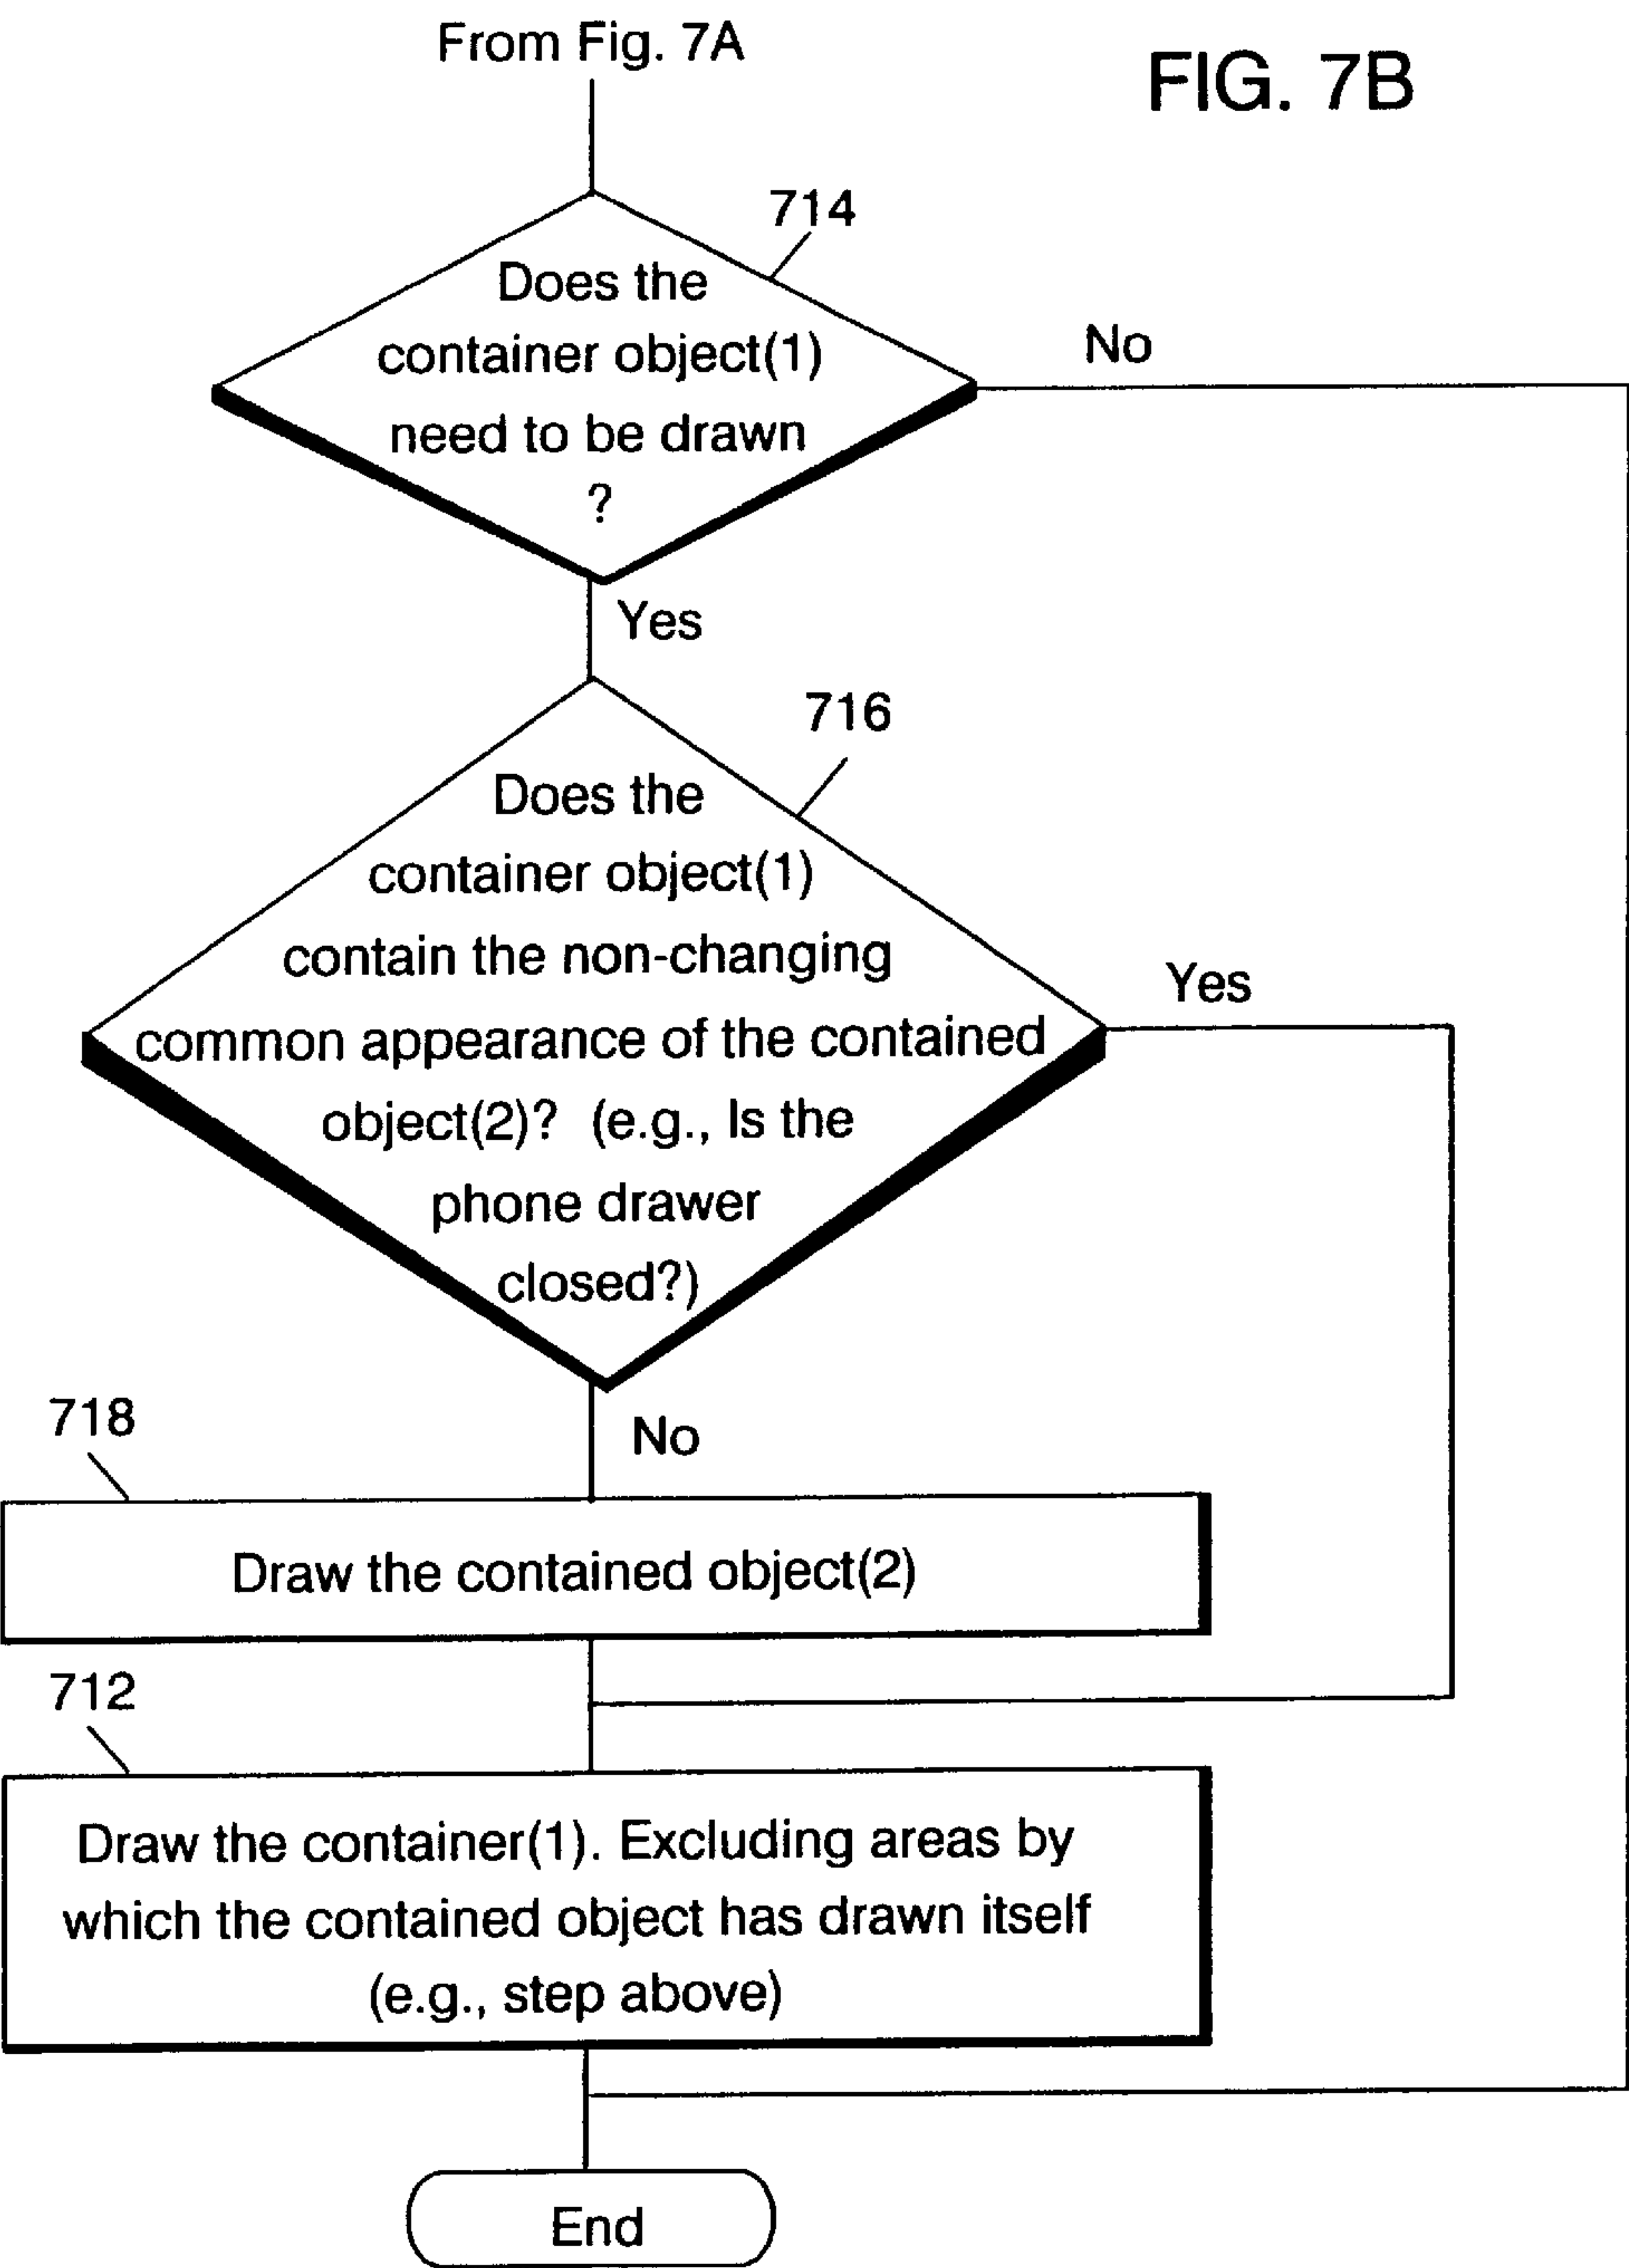 From Fig. 7A
FIG. 7B
714
Does the
container object(1)
need to be drawn
?
No
Yes
716
Does the
container object(1)
contain the non-changing
common appearance of the contained
object(2)? (e.g., Is the
phone drawer
closed?)
Yes
No
718
Draw the contained object(2)
712
Draw the container(1). Excluding areas by
which the contained object has drawn itself
(e.g., step above)
End